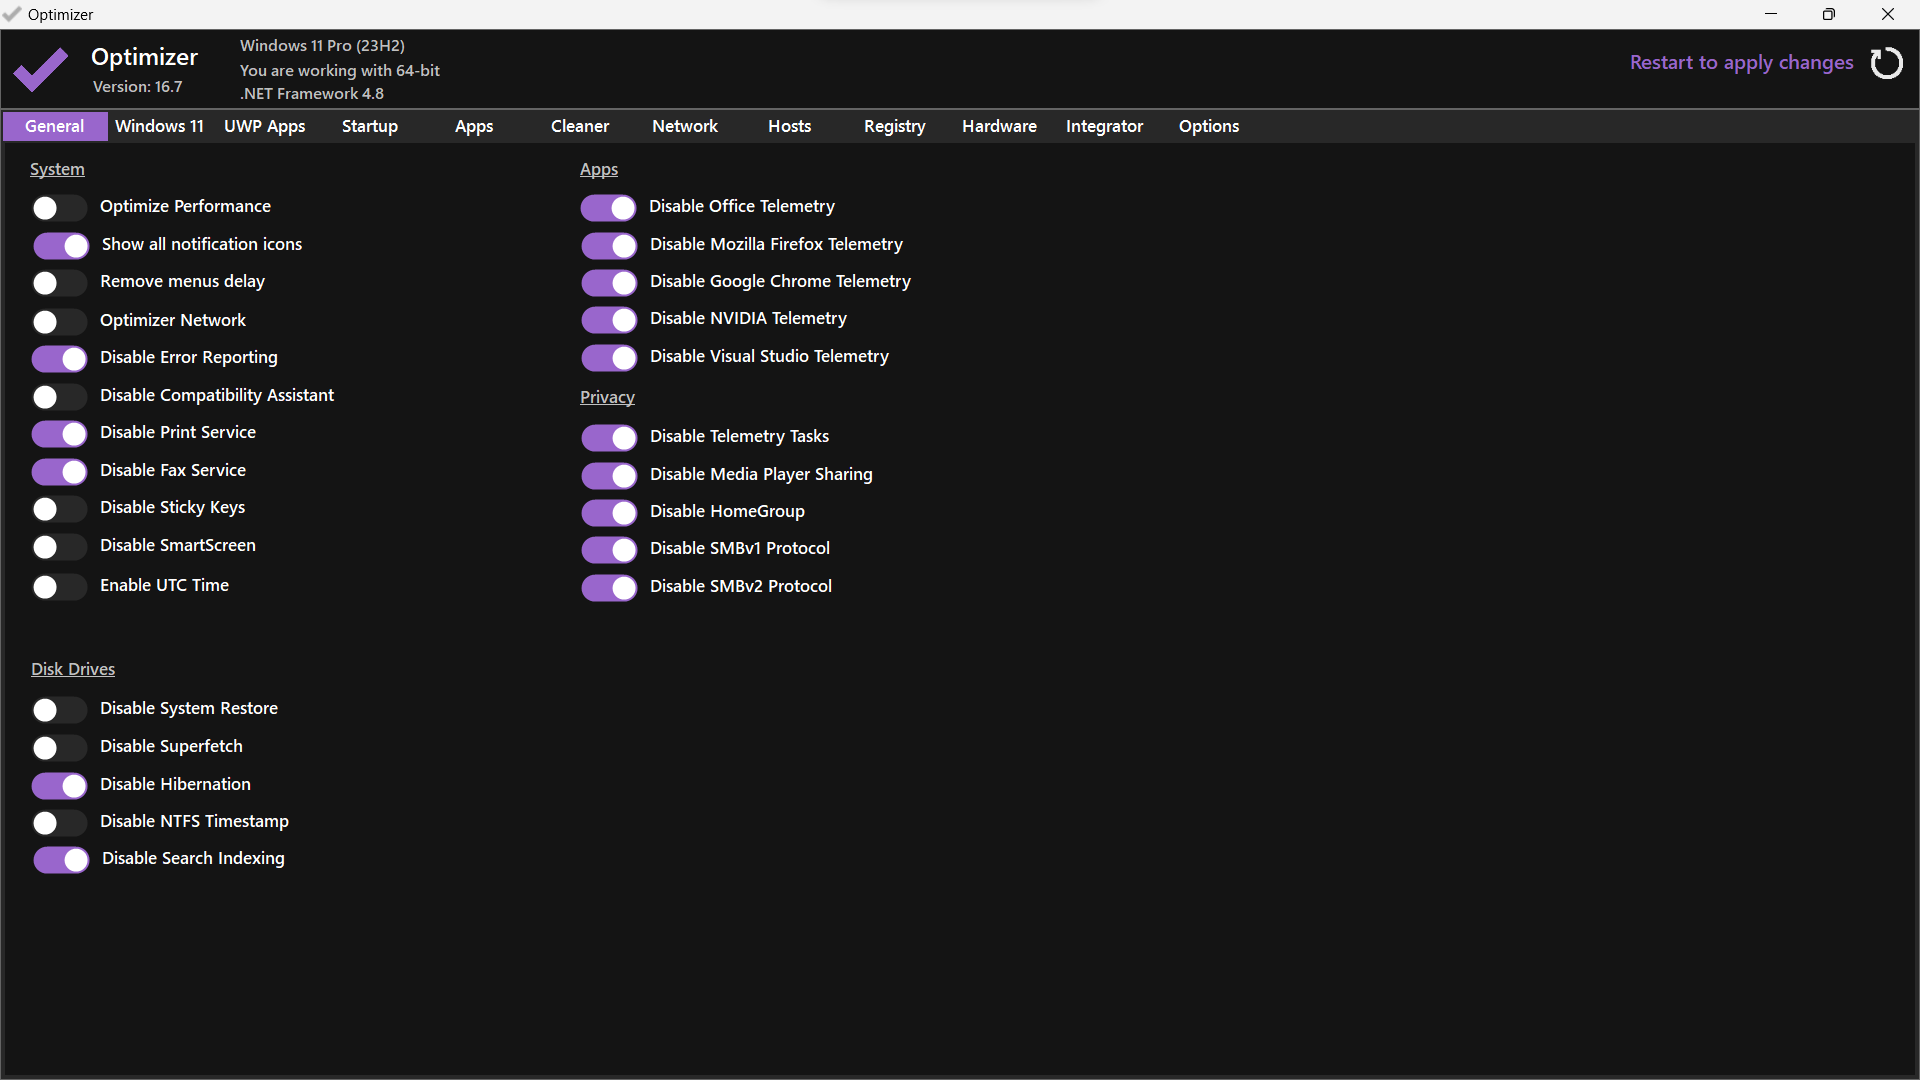 Optimizer
Optimizer
Version: 16.7
Windows 11 Pro (23H2)
You are working with 64-bit
.NET Framework 4.8
Restart to apply changes
General Windows 11 UWP Apps Startup Apps Cleaner Network Hosts Registry Hardware Integrator Options
System
Optimize Performance
Show all notification icons
Remove menus delay
Optimizer Network
Disable Error Reporting
Disable Compatibility Assistant
Disable Print Service
Disable Fax Service
Disable Sticky Keys
Disable SmartScreen
Enable UTC Time
Disk Drives
Disable System Restore
Disable Superfetch
Disable Hibernation
Disable NTFS Timestamp
Disable Search Indexing
Apps
Disable Office Telemetry
Disable Mozilla Firefox Telemetry
Disable Google Chrome Telemetry
Disable NVIDIA Telemetry
Disable Visual Studio Telemetry
Privacy
Disable Telemetry Tasks
Disable Media Player Sharing
Disable HomeGroup
Disable SMBv1 Protocol
Disable SMBv2 Protocol